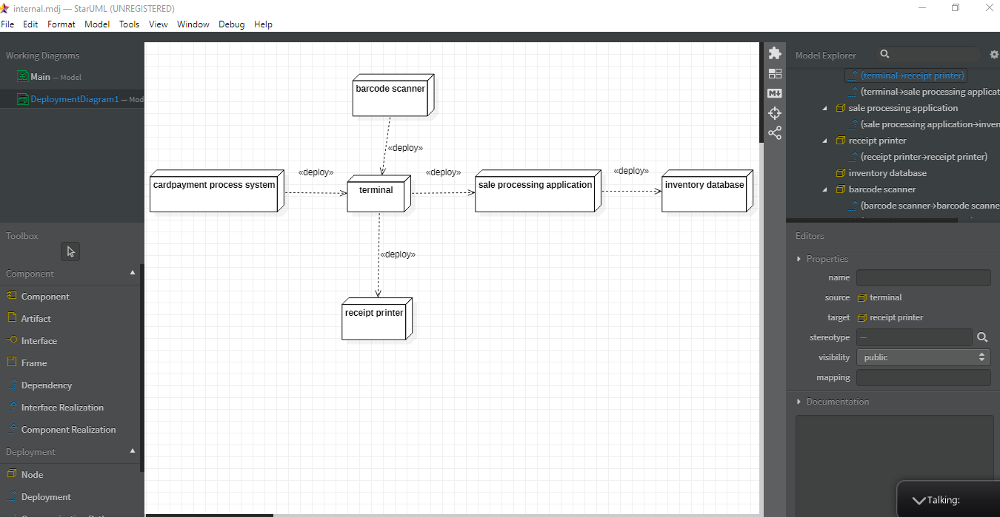 internal.mdj — StarUML (UNREGISTERED)
File Edit Format Model Tools View Window Debug Help
Working Diagrams
Main — Model
DeploymentDiagram1 — Mod
Toolbox
Component
Component
Artifact
Interface
Frame
Dependency
Interface Realization
Component Realization
Deployment
Node
Deployment
barcode scanner
«deploy»
cardpayment process system
«deploy»
terminal
«deploy»
sale processing application
«deploy»
inventory database
«deploy»
receipt printer
Model Explorer
(terminal→receipt printer)
(terminal→sale processing applicat
sale processing application
(sale processing application→inven
receipt printer
(receipt printer→receipt printer)
inventory database
barcode scanner
(barcode scanner→barcode scanne
Editors
Properties
name
source terminal
target receipt printer
stereotype —
visibility public
mapping
Documentation
Talking: